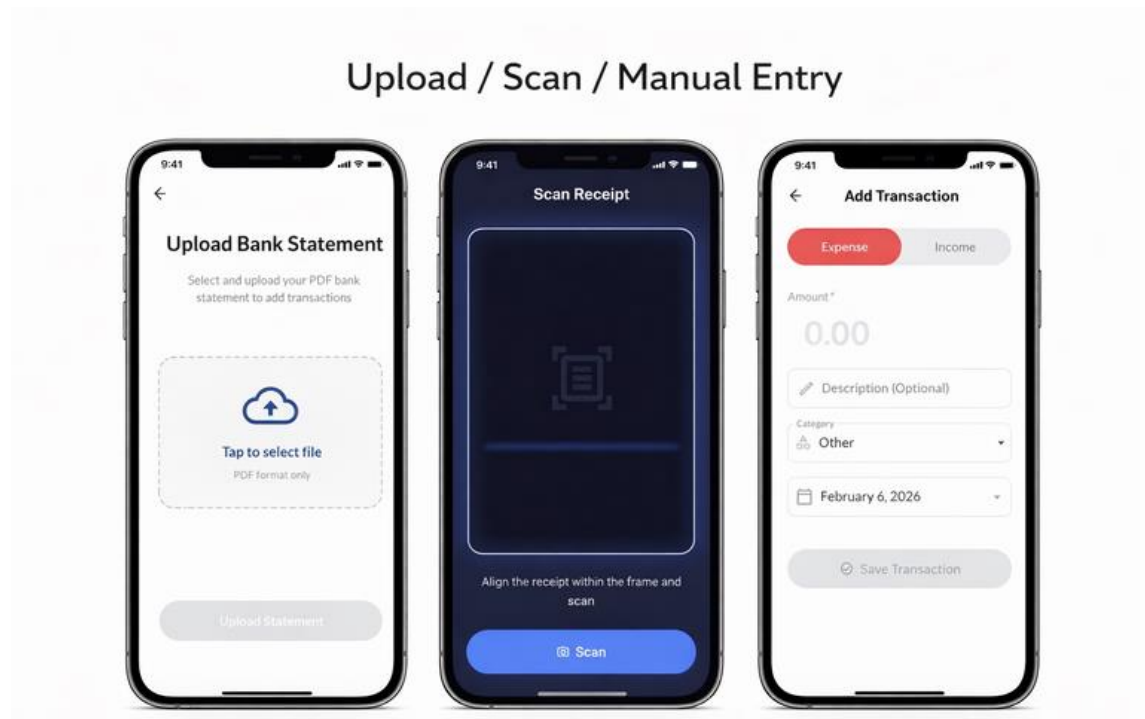 Upload / Scan / Manual Entry
9:41
Upload Bank Statement
Select and upload your PDF bank
statement to add transactions
Tap to select file
PDF format only
Upload Statement
9:41
Scan Receipt
Align the receipt within the frame and
scan
Scan
9:41
Add Transaction
Expense
Income
Amount*
0.00
Description (Optional)
Category
Other
February 6, 2026
Save Transaction